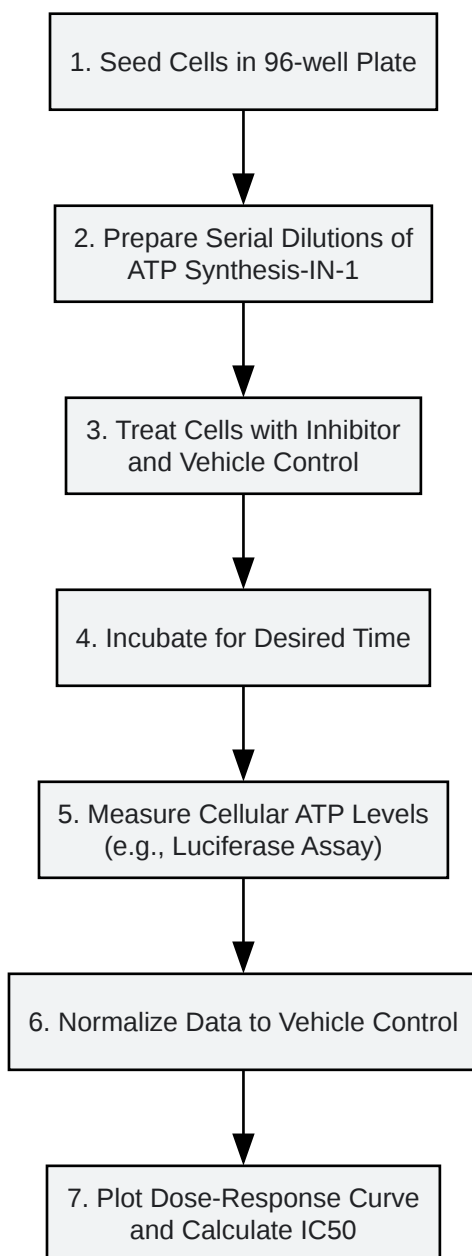 1. Seed Cells in 96-well Plate
2. Prepare Serial Dilutions of
ATP Synthesis-IN-1
3. Treat Cells with Inhibitor
and Vehicle Control
4. Incubate for Desired Time
5. Measure Cellular ATP Levels
(e.g., Luciferase Assay)
6. Normalize Data to Vehicle Control
7. Plot Dose-Response Curve
and Calculate IC50